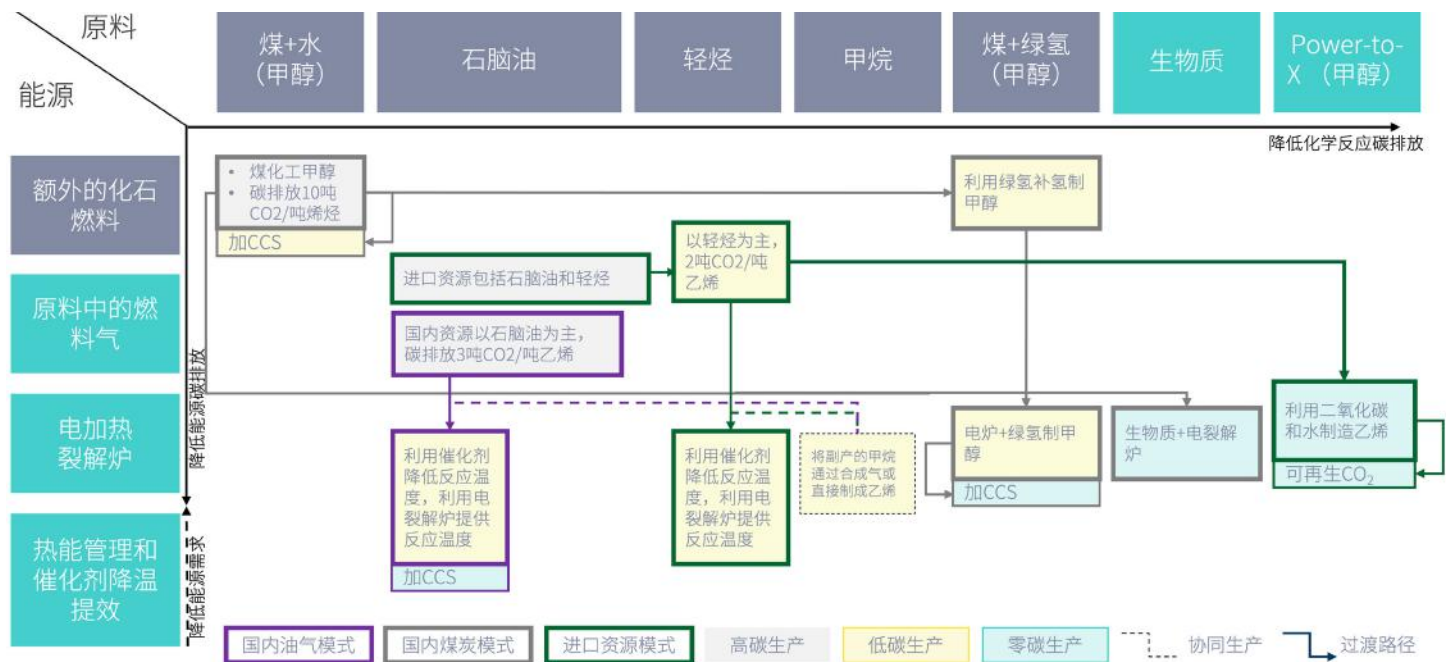 原料
能源
煤+水
（甲醇）
石脑油
轻烃
甲烷
煤+绿氢
（甲醇）
生物质
Power-to-
X （甲醇）
降低化学反应碳排放
额外的化石
燃料
• 煤化工甲醇
• 碳排放10吨
CO2/吨烯烃
加CCS
利用绿氢补氢制
甲醇
以轻烃为主，
2吨CO2/吨
乙烯
进口资源包括石脑油和轻烃
原料中的燃
料气
国内资源以石脑油为主，
碳排放3吨CO2/吨乙烯
降低能源碳排放
电加热
裂解炉
利用催化剂
降低反应温
度，利用电
裂解炉提供
反应温度
加CCS
利用催化剂
降低反应温
度，利用电
裂解炉提供
反应温度
将副产的甲烷
通过合成气或
直接制成乙烯
电炉+绿氢制甲
醇
加CCS
生物质+电裂解
炉
利用二氧化碳
和水制造乙烯
可再生CO₂
热能管理和
催化剂降温
提效
降低能源需求
国内油气模式
国内煤炭模式
进口资源模式
高碳生产
低碳生产
零碳生产
协同生产
过渡路径